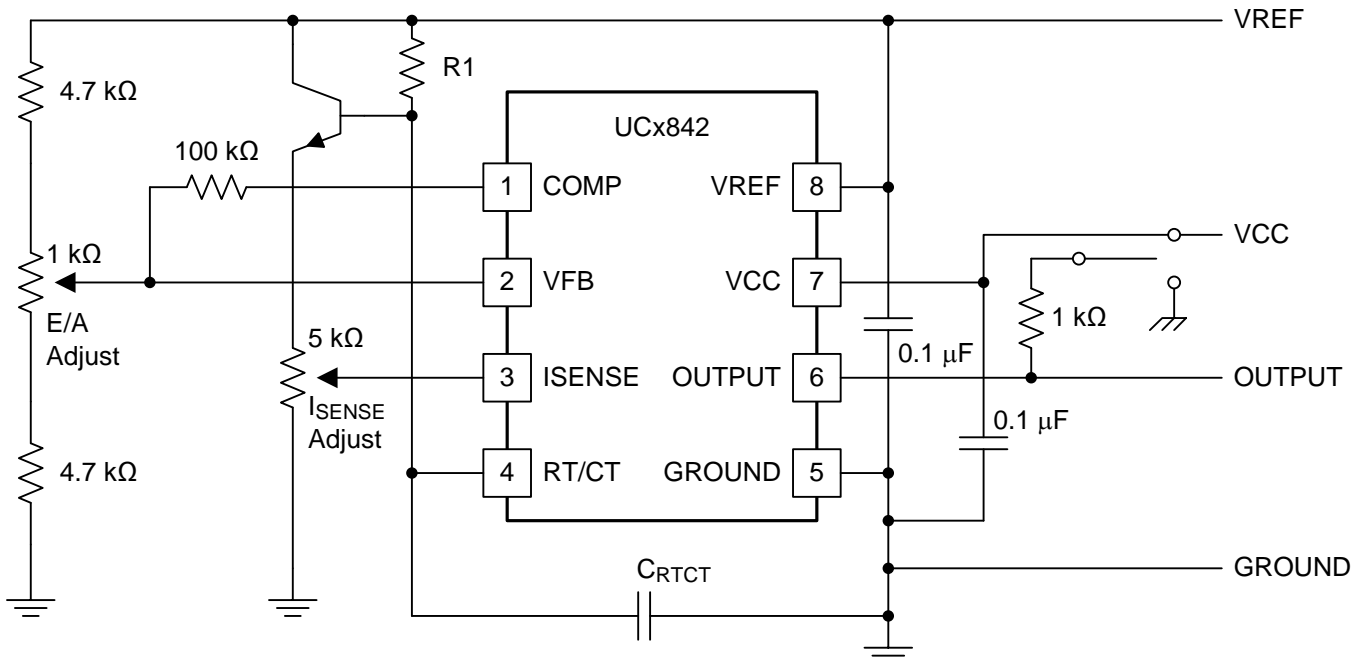 VREF
4.7 kΩ
R1
UCx842
100 kΩ
1 COMP
VREF 8
1 kΩ
E/A
Adjust
2 VFB
VCC 7
VCC
1 kΩ
0.1 μF
5 kΩ
ISENSE
Adjust
3 ISENSE
OUTPUT 6
OUTPUT
0.1 μF
4.7 kΩ
4 RT/CT
GROUND 5
CRTCT
GROUND